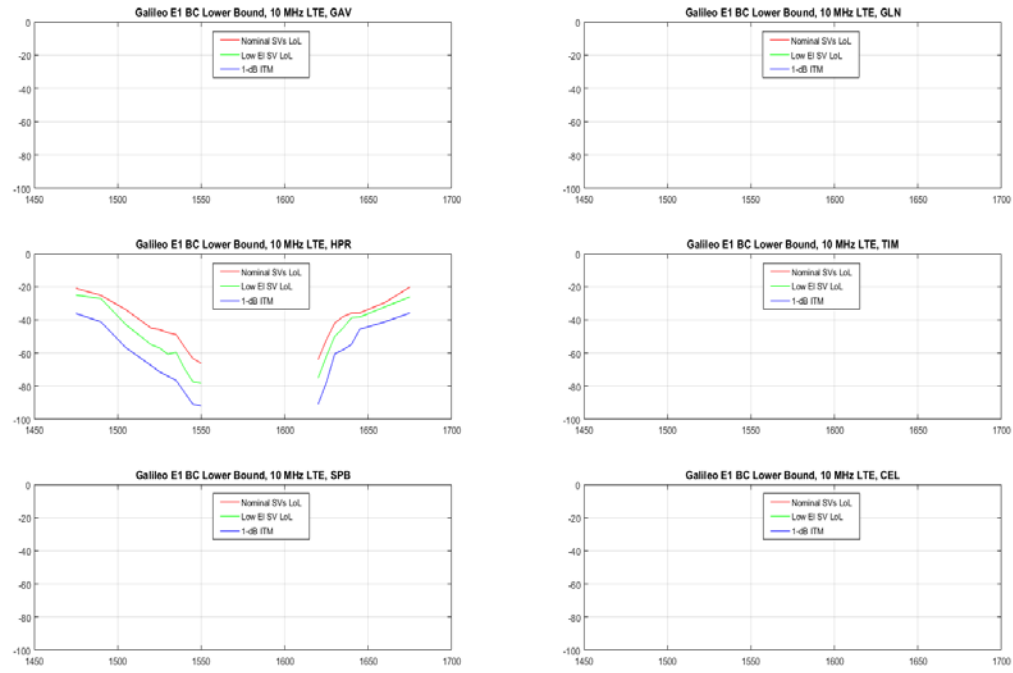 Galileo E1 BC Lower Bound, 10 MHz LTE, GAV
0
-20
-40
-60
-80
-100
Nominal SVs LoL
Low El SV LoL
1-dB ITM
1450 1500 1550 1600 1650 1700
Galileo E1 BC Lower Bound, 10 MHz LTE, GLN
0
-20
-40
-60
-80
-100
Nominal SVs LoL
Low El SV LoL
1-dB ITM
1450 1500 1550 1600 1650 1700
Galileo E1 BC Lower Bound, 10 MHz LTE, HPR
0
-20
-40
-60
-80
-100
Nominal SVs LoL
Low El SV LoL
1-dB ITM
1450 1500 1550 1600 1650 1700
Galileo E1 BC Lower Bound, 10 MHz LTE, TIM
0
-20
-40
-60
-80
-100
Nominal SVs LoL
Low El SV LoL
1-dB ITM
1450 1500 1550 1600 1650 1700
Galileo E1 BC Lower Bound, 10 MHz LTE, SPB
0
-20
-40
-60
-80
-100
Nominal SVs LoL
Low El SV LoL
1-dB ITM
1450 1500 1550 1600 1650 1700
Galileo E1 BC Lower Bound, 10 MHz LTE, CEL
0
-20
-40
-60
-80
-100
Nominal SVs LoL
Low El SV LoL
1-dB ITM
1450 1500 1550 1600 1650 1700